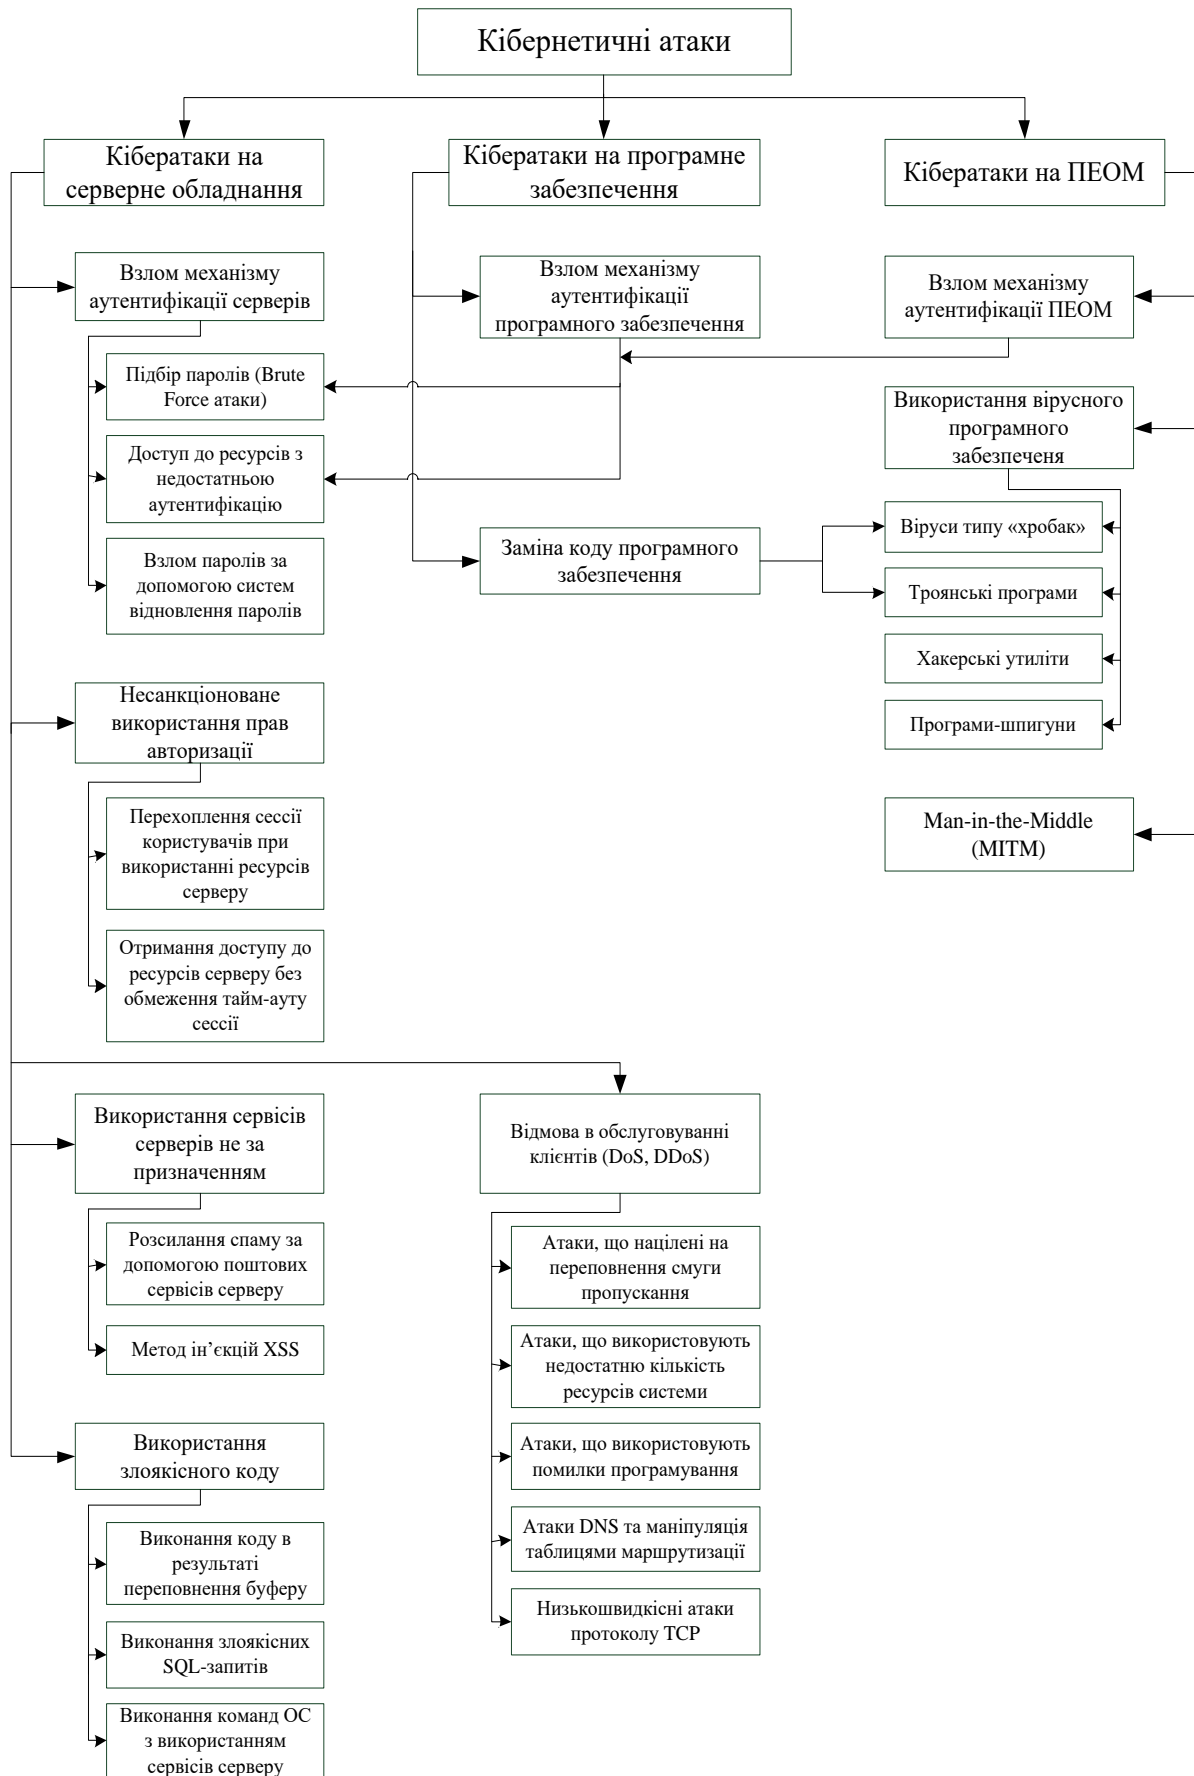 Кібернетичні атаки
Кібератаки на
серверне обладнання
Кібератаки на програмне
забезпечення
Кібератаки на ПЕОМ
Взлом механізму
аутентифікації серверів
Взлом механізму
аутентифікації
програмного забезпечення
Взлом механізму
аутентифікації ПЕОМ
Підбір паролів (Brute
Force атаки)
Доступ до ресурсів з
недостатньою
аутентифікацію
Взлом паролів за
допомогою систем
відновлення паролів
Використання вірусного
програмного
забезпеченя
Заміна коду програмного
забезпечення
Віруси типу «хробак»
Троянські програми
Хакерські утиліти
Програми-шпигуни
Несанкціоноване
використання прав
авторизації
Перехоплення сессії
користувачів при
використанні ресурсів
серверу
Отримання доступу до
ресурсів серверу без
обмеження тайм-ауту
сессії
Man-in-the-Middle
(MITM)
Використання сервісів
серверів не за
призначенням
Розсилання спаму за
допомогою поштових
сервісів серверу
Метод ін’єкцій XSS
Відмова в обслуговуванні
клієнтів (DoS, DDoS)
Атаки, що націлені на
переповнення смуги
пропускання
Атаки, що використовують
недостатню кількість
ресурсів системи
Атаки, що використовують
помилки програмування
Атаки DNS та маніпуляція
таблицями маршрутизації
Низькошвидкісні атаки
протоколу TCP
Використання
злоякісного коду
Виконання коду в
результаті
переповнення буферу
Виконання злоякісних
SQL-запитів
Виконання команд ОС
з використанням
сервісів серверу